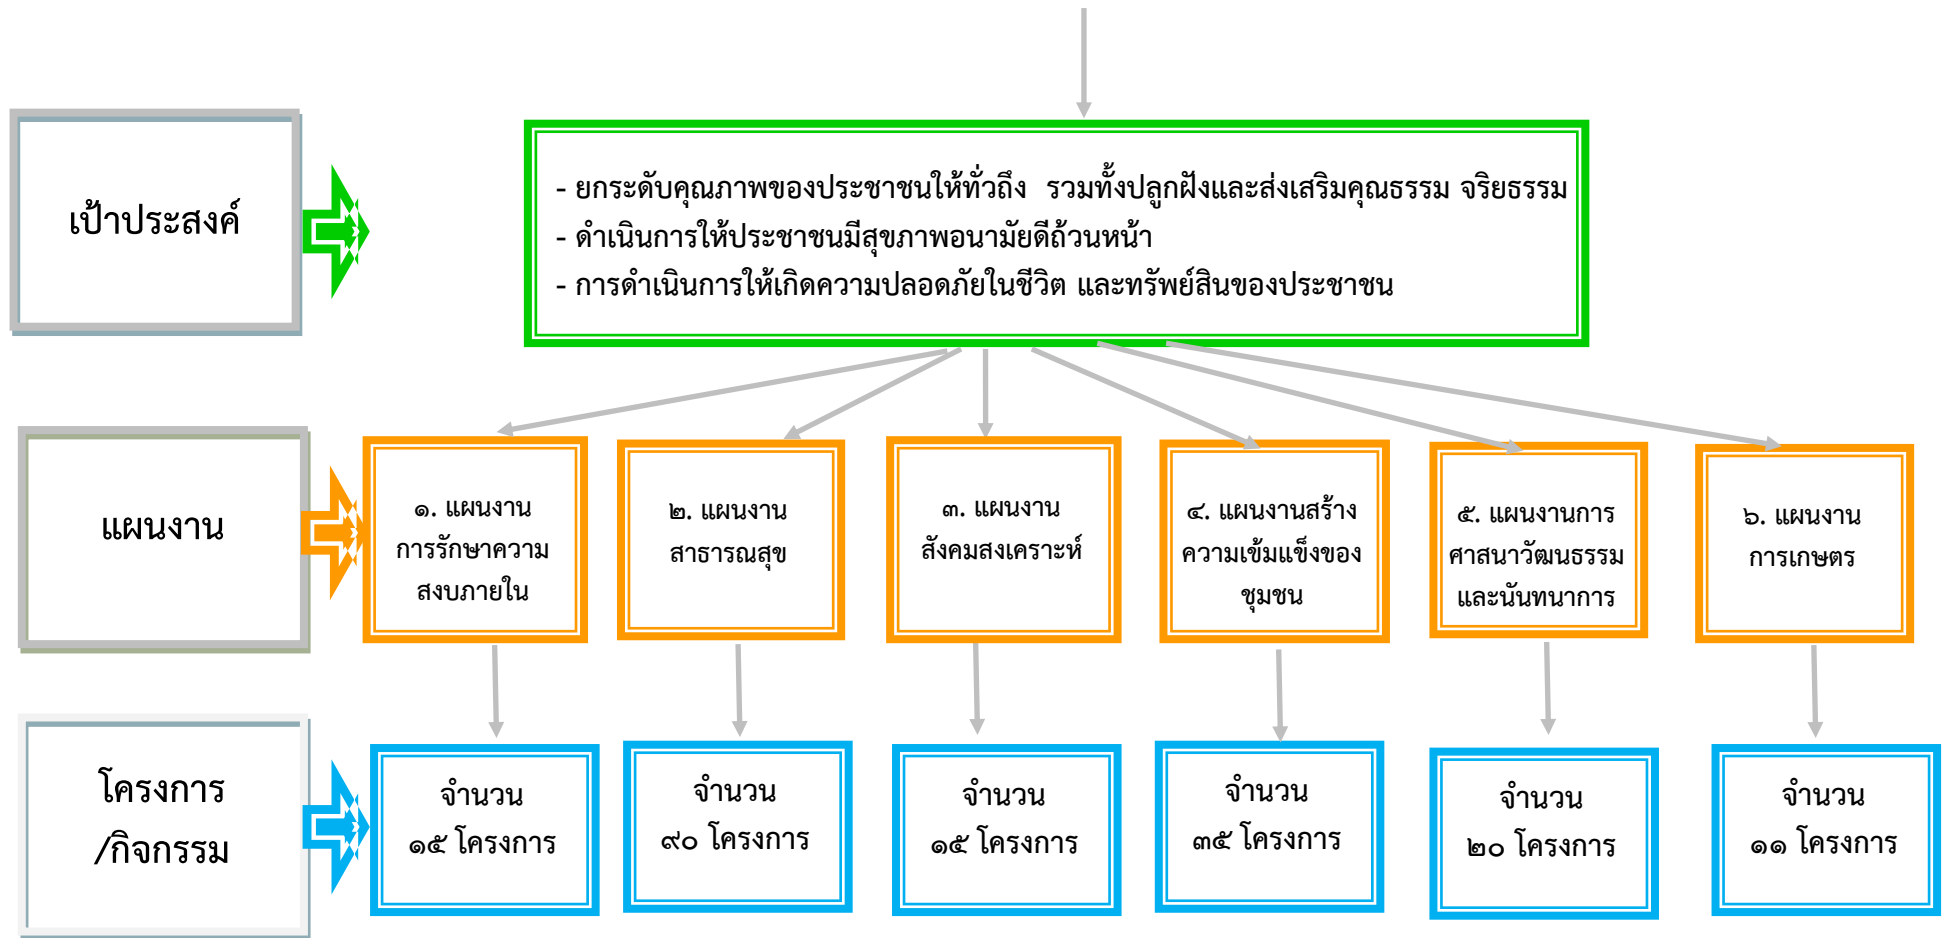 เป้าประสงค์
- ยกระดับคุณภาพของประชาชนให้ทั่วถึง  รวมทั้งปลูกฝังและส่งเสริมคุณธรรม จริยธรรม
- ดำเนินการให้ประชาชนมีสุขภาพอนามัยดีถ้วนหน้า
- การดำเนินการให้เกิดความปลอดภัยในชีวิต และทรัพย์สินของประชาชน
แผนงาน
๑. แผนงาน
การรักษาความ
สงบภายใน
๒. แผนงาน
สาธารณสุข
๓. แผนงาน
สังคมสงเคราะห์
๔. แผนงานสร้าง
ความเข้มแข็งของ
ชุมชน
๕. แผนงานการ
ศาสนาวัฒนธรรม
และนันทนาการ
๖. แผนงาน
การเกษตร
โครงการ
/กิจกรรม
จำนวน
๑๕ โครงการ
จำนวน
๙๐ โครงการ
จำนวน
๑๕ โครงการ
จำนวน
๓๕ โครงการ
จำนวน
๒๐ โครงการ
จำนวน
๑๑ โครงการ